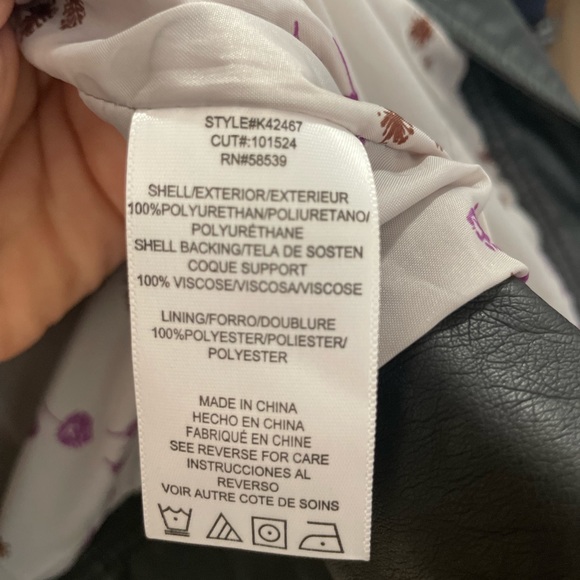 STYLE#K42467
CUT#:101524
RN#58539
SHELL/EXTERIOR/EXTERIEUR
100%POLYURETHAN/POLIURETANO/
POLYURÉTHANE
SHELL BACKING/TELA DE SOSTEN
COQUE SUPPORT
100% VISCOSE/VISCOSA/VISCOSE
LINING/FORRO/DOUBLURE
100%POLYESTER/POLIESTER/
POLYESTER
MADE IN CHINA
HECHO EN CHINA
FABRIQUÉ EN CHINE
SEE REVERSE FOR CARE
INSTRUCCIONES AL
REVERSO
VOIR AUTRE COTE DE SOINS